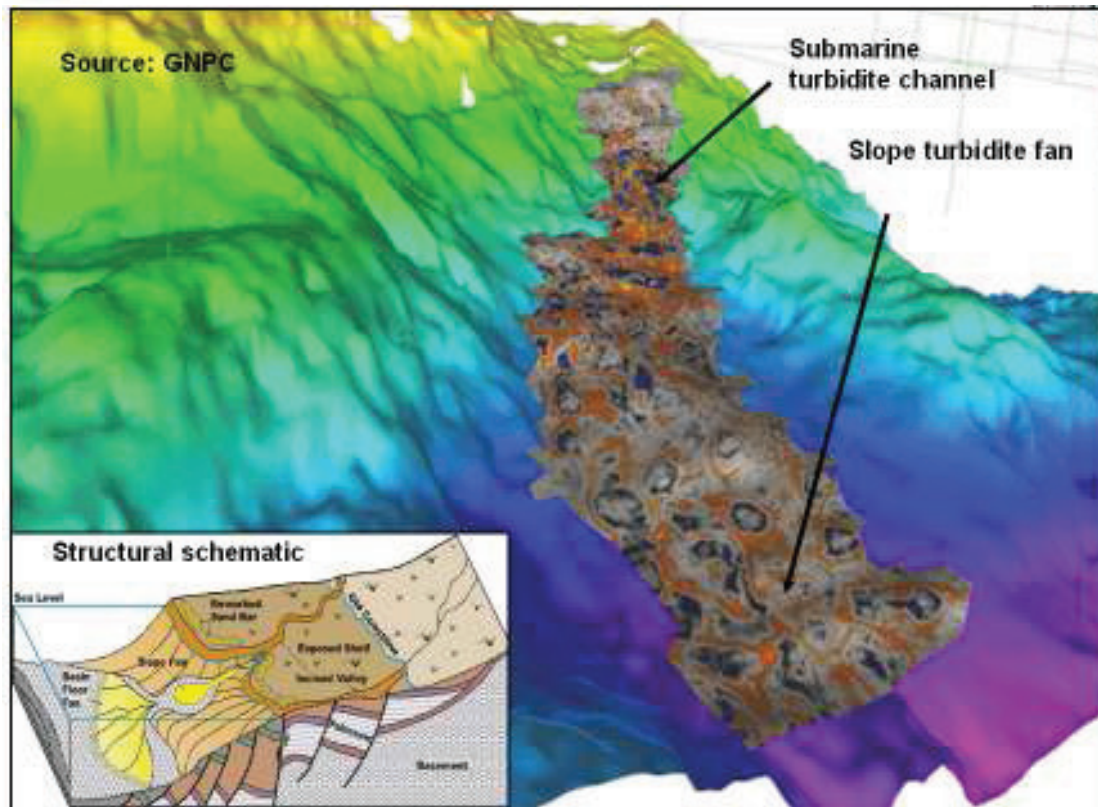 Source: GNPC
Submarine
turbidite channel
Slope turbidite fan
Structural schematic
Sea Level
Sand Bar
Exposed Shelf
Slope Fan
Incised Valley
Basin
Floor
Fan
Basement